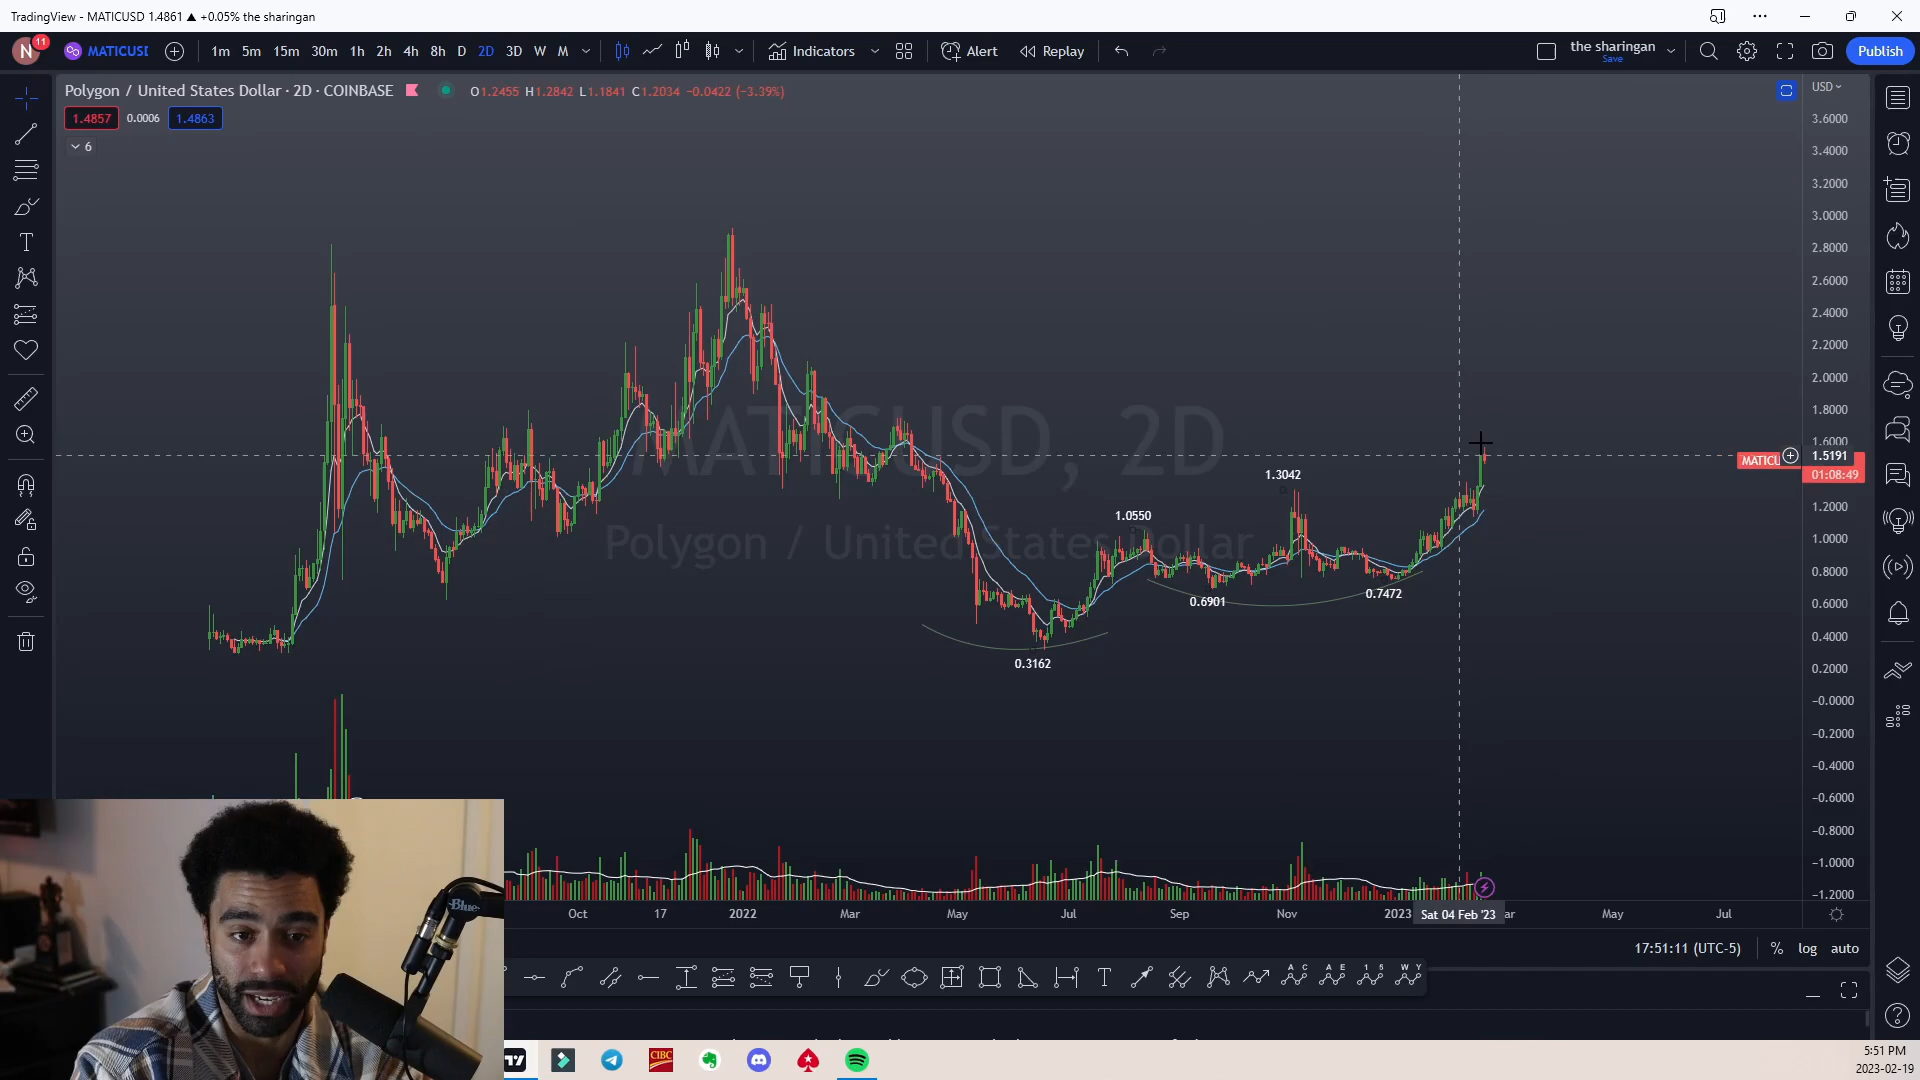 TradingView - MATICUSD 1.4861 ▲ +0.05% the sharingan
N 11 MATICUSD 1m 5m 15m 30m 1h 2h 4h 8h D 2D 3D W M Indicators Alert Replay the sharingan Save Publish
Polygon / United States Dollar · 2D · COINBASE O1.2455 H1.2842 L1.1841 C1.2034 -0.0422 (-3.39%)
1.4857 0.0006 1.4863
6
USD
3.6000
3.4000
3.2000
3.0000
2.8000
2.6000
2.4000
2.2000
2.0000
1.8000
1.6000
1.5191
MATICU
01:08:49
1.2000
1.0000
0.8000
0.6000
0.4000
0.2000
-0.0000
-0.2000
-0.4000
-0.6000
-0.8000
-1.0000
-1.2000
MATICUSD, 2D
Polygon / United States Dollar
1.3042
1.0550
0.6901
0.7472
0.3162
Oct 17 2022 Mar May Jul Sep Nov 2023 Sat 04 Feb '23 ar May Jul
17:51:11 (UTC-5) % log auto
T
A C A E 1 5 W Y
Blue
CIBC
5:51 PM
2023-02-19